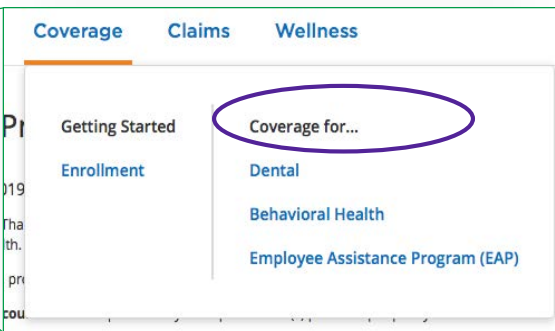 Coverage Claims Wellness
Getting Started
Enrollment
Coverage for...
Dental
Behavioral Health
Employee Assistance Program (EAP)